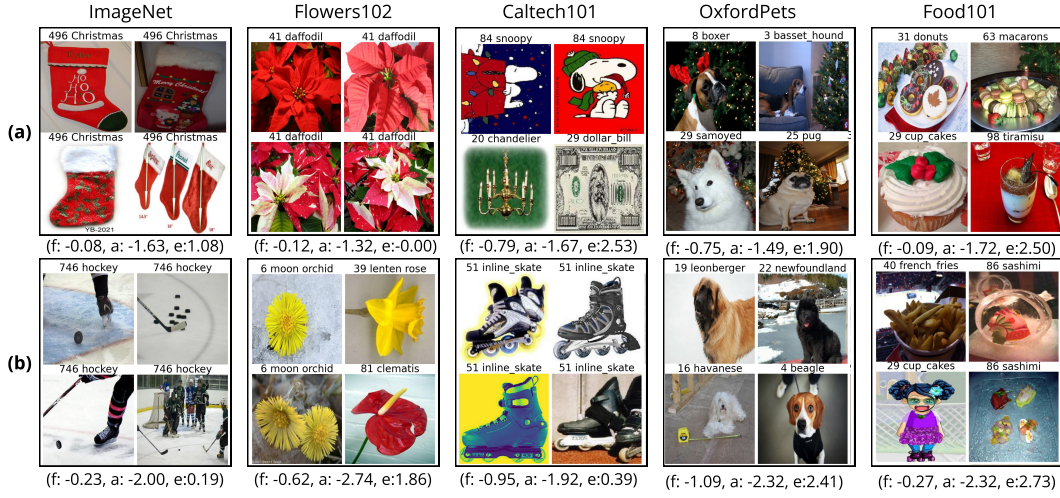 ImageNet Flowers102 Caltech101 OxfordPets Food101
(a)
496 Christmas 496 Christmas 41 daffodil 41 daffodil 84 snoopy 84 snoopy 8 boxer 3 basset_hound 31 donuts 63 macarons
HO
HO
HO
496 Christmas 496 Christmas 41 daffodil 41 daffodil 20 chandelier 29 dollar_bill 29 samoyed 25 pug 29 cup_cakes 98 tiramisu
YB-2021
(f: -0.08, a: -1.63, e:1.08) (f: -0.12, a: -1.32, e:-0.00) (f: -0.79, a: -1.67, e:2.53) (f: -0.75, a: -1.49, e:1.90) (f: -0.09, a: -1.72, e:2.50)
(b)
746 hockey 746 hockey 6 moon orchid 39 lenten rose 51 inline_skate 51 inline_skate 19 leonberger 22 newfoundland 40 french_fries 86 sashimi
746 hockey 746 hockey 6 moon orchid 81 clematis 51 inline_skate 51 inline_skate 16 havanese 4 beagle 29 cup_cakes 86 sashimi
(f: -0.23, a: -2.00, e:0.19) (f: -0.62, a: -2.74, e:1.86) (f: -0.95, a: -1.92, e:0.39) (f: -1.09, a: -2.32, e:2.41) (f: -0.27, a: -2.32, e:2.73)